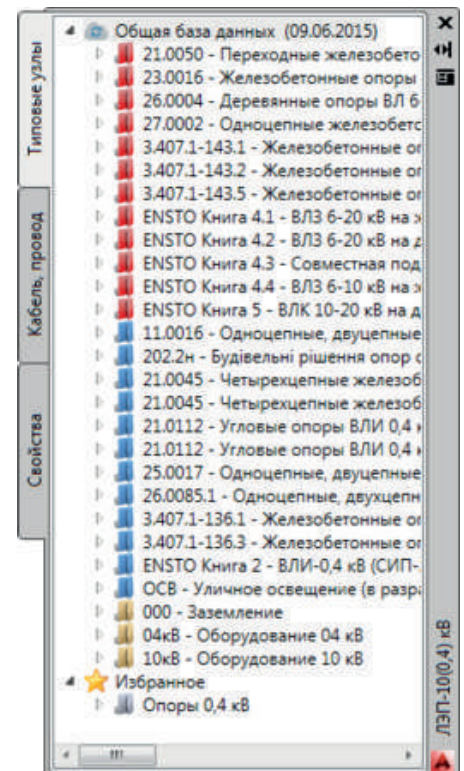 Типовые узлы
Кабель, провод
Свойства
Общая база данных (09.06.2015)
21.0050 - Переходные железобето
23.0016 - Железобетонные опоры
26.0004 - Деревянные опоры ВЛ 6-
27.0002 - Одноцепные железобетс
3.407.1-143.1 - Железобетонные оп
3.407.1-143.2 - Железобетонные оп
3.407.1-143.5 - Железобетонные оп
ENSTO Книга 4.1 - ВЛЗ 6-20 кВ на ж
ENSTO Книга 4.2 - ВЛЗ 6-20 кВ на д
ENSTO Книга 4.3 - Совместная под
ENSTO Книга 4.4 - ВЛЗ 6-10 кВ на ж
ENSTO Книга 5 - ВЛК 10-20 кВ на д
11.0016 - Одноцепные, двуцепные
202.2н - Будівельні рішення опор с
21.0045 - Четырехцепные железоб
21.0045 - Четырехцепные железоб
21.0112 - Угловые опоры ВЛИ 0,4 к
21.0112 - Угловые опоры ВЛИ 0,4 к
25.0017 - Одноцепные, двуцепные
26.0085.1 - Одноцепные, двухцепн
3.407.1-136.1 - Железобетонные оп
3.407.1-136.3 - Железобетонные оп
ENSTO Книга 2 - ВЛИ-0,4 кВ (СИП-
ОСВ - Уличное освещение (в разра
000 - Заземление
04кВ - Оборудование 04 кВ
10кВ - Оборудование 10 кВ
Избранное
Опоры 0,4 кВ
ЛЭП-10(0,4) кВ